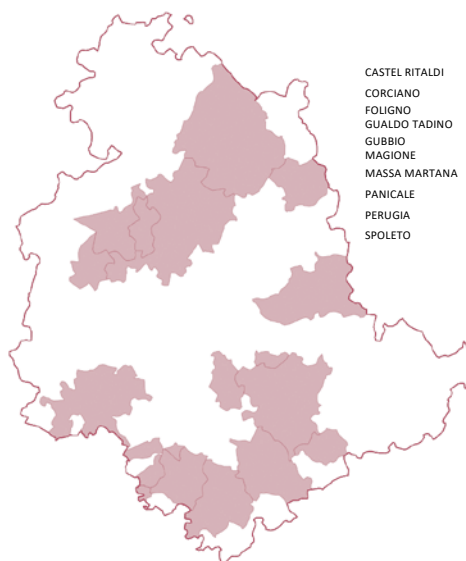 CASTEL RITALDI
CORCIANO
FOLIGNO
GUALDO TADINO
GUBBIO
MAGIONE
MASSA MARTANA
PANICALE
PERUGIA
SPOLETO